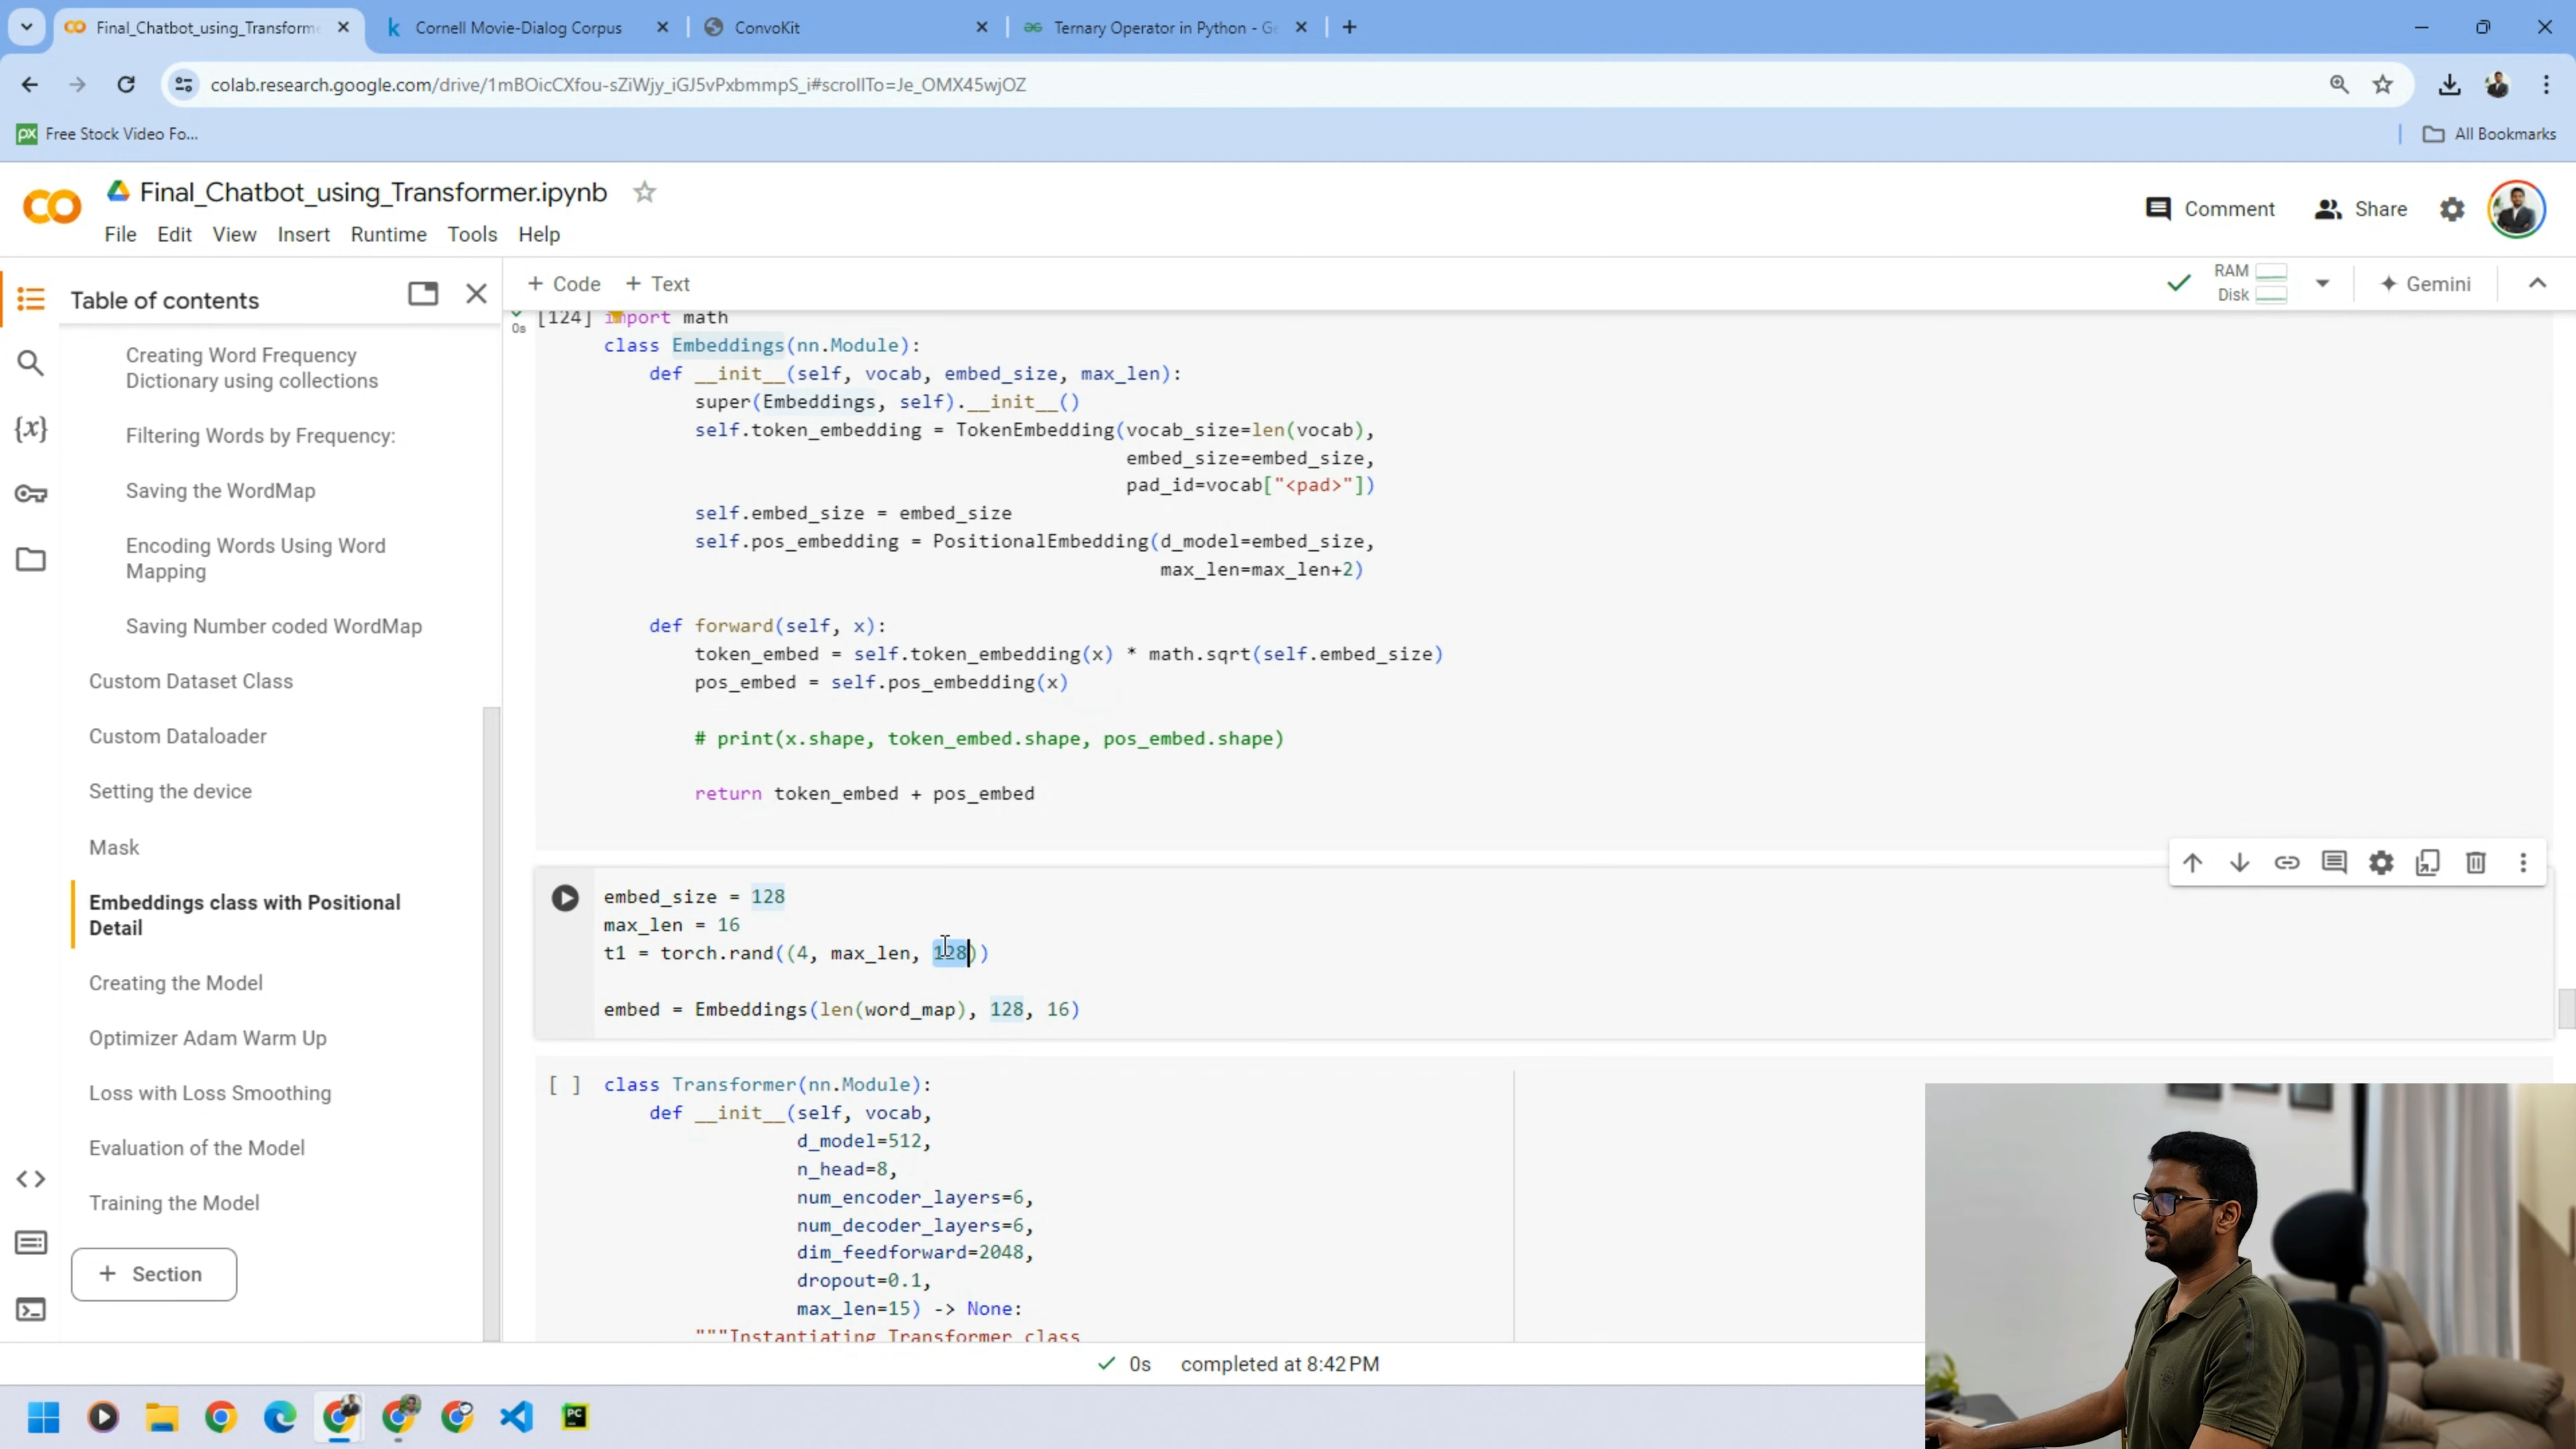 Final_Chatbot_using_Transforme
Cornell Movie-Dialog Corpus
ConvoKit
Ternary Operator in Python - Ge
colab.research.google.com/drive/1mBOicCXfou-sZiWjy_iGJ5vPxbmmpS_i#scrollTo=Je_OMX45wjOZ
px Free Stock Video Fo...
All Bookmarks
Final_Chatbot_using_Transformer.ipynb
File Edit View Insert Runtime Tools Help
Comment
Share
Table of contents
+ Code + Text
RAM
Disk
Gemini
Creating Word Frequency
Dictionary using collections
Filtering Words by Frequency:
Saving the WordMap
Encoding Words Using Word
Mapping
Saving Number coded WordMap
Custom Dataset Class
Custom Dataloader
Setting the device
Mask
Embeddings class with Positional
Detail
Creating the Model
Optimizer Adam Warm Up
Loss with Loss Smoothing
Evaluation of the Model
Training the Model
+ Section
0s
[124] import math
class Embeddings(nn.Module):
def __init__(self, vocab, embed_size, max_len):
super(Embeddings, self).__init__()
self.token_embedding = TokenEmbedding(vocab_size=len(vocab),
embed_size=embed_size,
pad_id=vocab["<pad>"])
self.embed_size = embed_size
self.pos_embedding = PositionalEmbedding(d_model=embed_size,
max_len=max_len+2)
def forward(self, x):
token_embed = self.token_embedding(x) * math.sqrt(self.embed_size)
pos_embed = self.pos_embedding(x)
# print(x.shape, token_embed.shape, pos_embed.shape)
return token_embed + pos_embed
embed_size = 128
max_len = 16
t1 = torch.rand((4, max_len, 128))
embed = Embeddings(len(word_map), 128, 16)
[ ] class Transformer(nn.Module):
def __init__(self, vocab,
d_model=512,
n_head=8,
num_encoder_layers=6,
num_decoder_layers=6,
dim_feedforward=2048,
dropout=0.1,
max_len=15) -> None:
"""Instantiating Transformer class
0s completed at 8:42 PM
PC